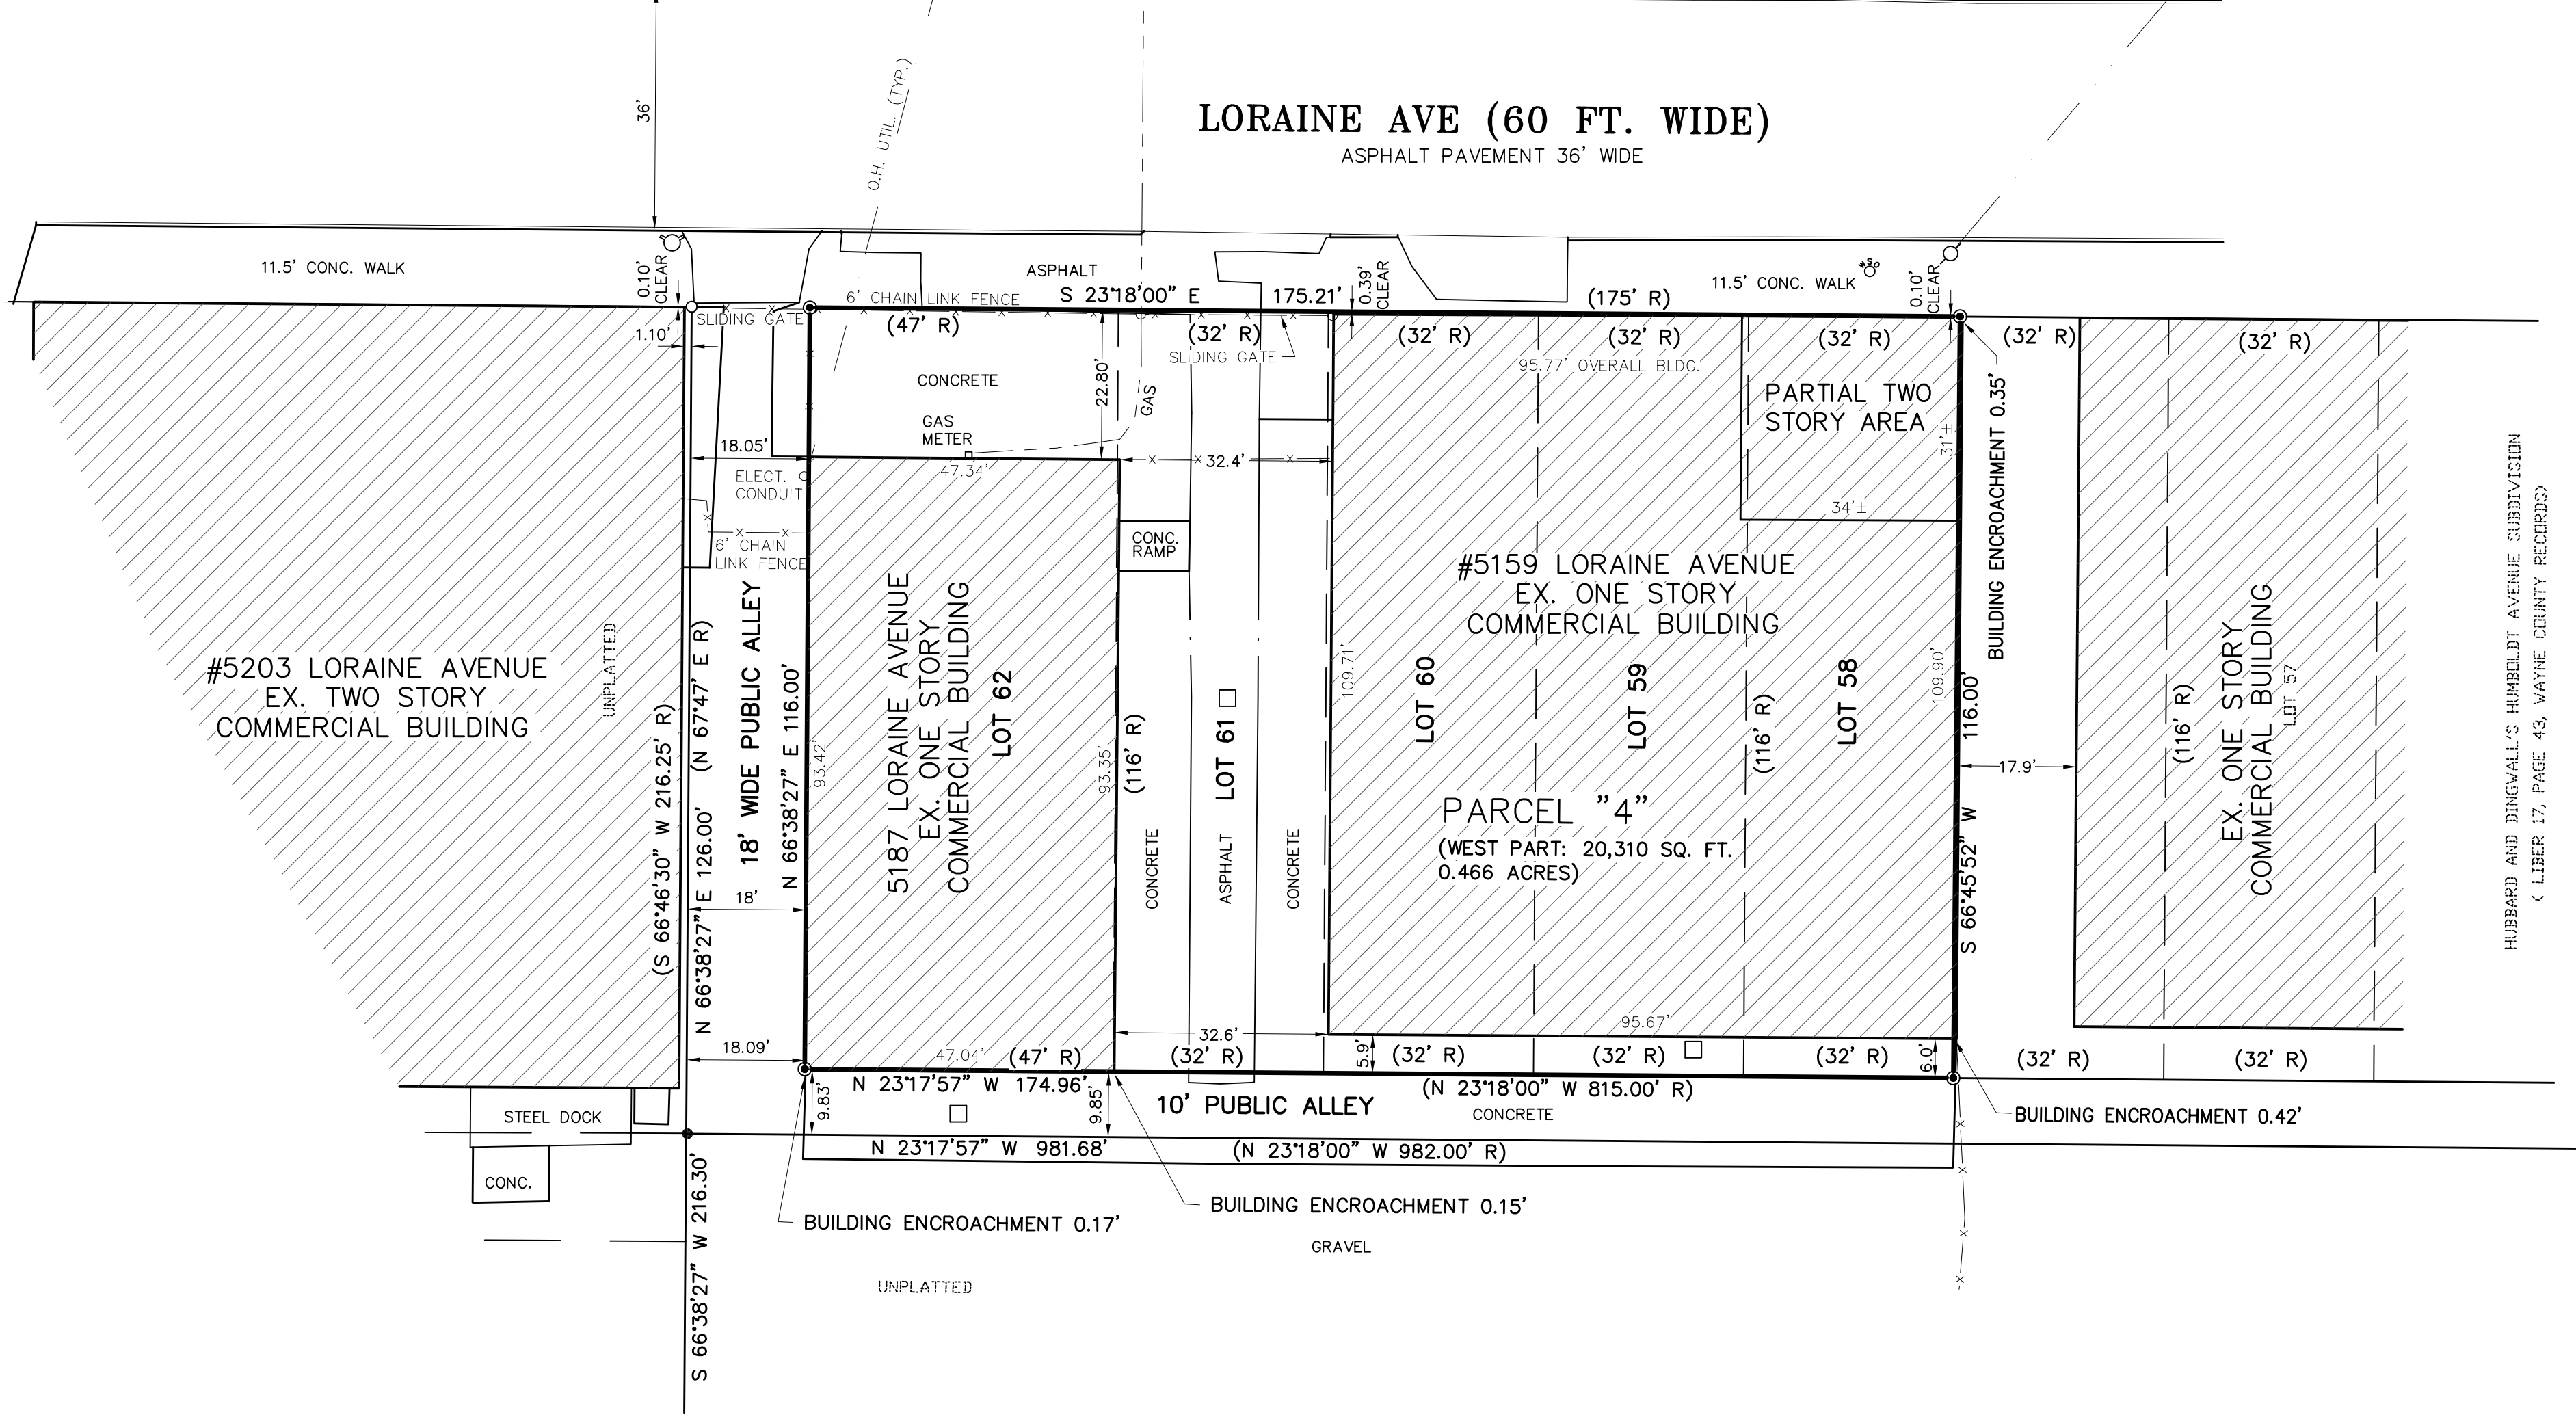 36'
O.H. UTIL. (TYP.)
LORAINE AVE (60 FT. WIDE)
ASPHALT PAVEMENT 36' WIDE
11.5' CONC. WALK
0.10'
CLEAR
ASPHALT
0.39'
CLEAR
11.5' CONC. WALK
WSO
0.10'
CLEAR
6' CHAIN LINK FENCE
S 23°18'00" E
175.21'
(175' R)
SLIDING GATE
(47' R)
(32' R)
(32' R)
(32' R)
(32' R)
(32' R)
(32' R)
1.10'
SLIDING GATE
95.77' OVERALL BLDG.
CONCRETE
22.80'
GAS
GAS
METER
PARTIAL TWO
STORY AREA
31'±
34'±
BUILDING ENCROACHMENT 0.35'
18.05'
47.34'
32.4'
ELECT.
CONDUIT
6' CHAIN
LINK FENCE
CONC.
RAMP
#5203 LORAINE AVENUE
EX. TWO STORY
COMMERCIAL BUILDING
UNPLATTED
(S 66°46'30" W 216.25' R)
N 66°38'27" E 126.00'
(N 67°47' E R)
18' WIDE PUBLIC ALLEY
N 66°38'27" E 116.00'
93.42'
5187 LORAINE AVENUE
EX. ONE STORY
COMMERCIAL BUILDING
LOT 62
93.35'
(116' R)
CONCRETE
LOT 61
ASPHALT
CONCRETE
109.71'
#5159 LORAINE AVENUE
EX. ONE STORY
COMMERCIAL BUILDING
LOT 60
LOT 59
(116' R)
LOT 58
109.90'
PARCEL "4"
(WEST PART: 20,310 SQ. FT.
0.466 ACRES)
116.00'
S 66°45'52" W
17.9'
(116' R)
EX. ONE STORY
COMMERCIAL BUILDING
LOT 57
HUBBARD AND DINGWALL'S HUMBOLDT AVENUE SUBDIVISION
( LIBER 17, PAGE 43, WAYNE COUNTY RECORDS)
18'
18.09'
47.04'
(47' R)
32.6'
(32' R)
5.9'
95.67'
(32' R)
(32' R)
(32' R)
6.0'
(32' R)
(32' R)
9.83'
N 23°17'57" W 174.96'
9.85'
(N 23°18'00" W 815.00' R)
10' PUBLIC ALLEY
CONCRETE
BUILDING ENCROACHMENT 0.42'
STEEL DOCK
CONC.
N 23°17'57" W 981.68'
(N 23°18'00" W 982.00' R)
S 66°38'27" W 216.30'
BUILDING ENCROACHMENT 0.17'
BUILDING ENCROACHMENT 0.15'
GRAVEL
UNPLATTED